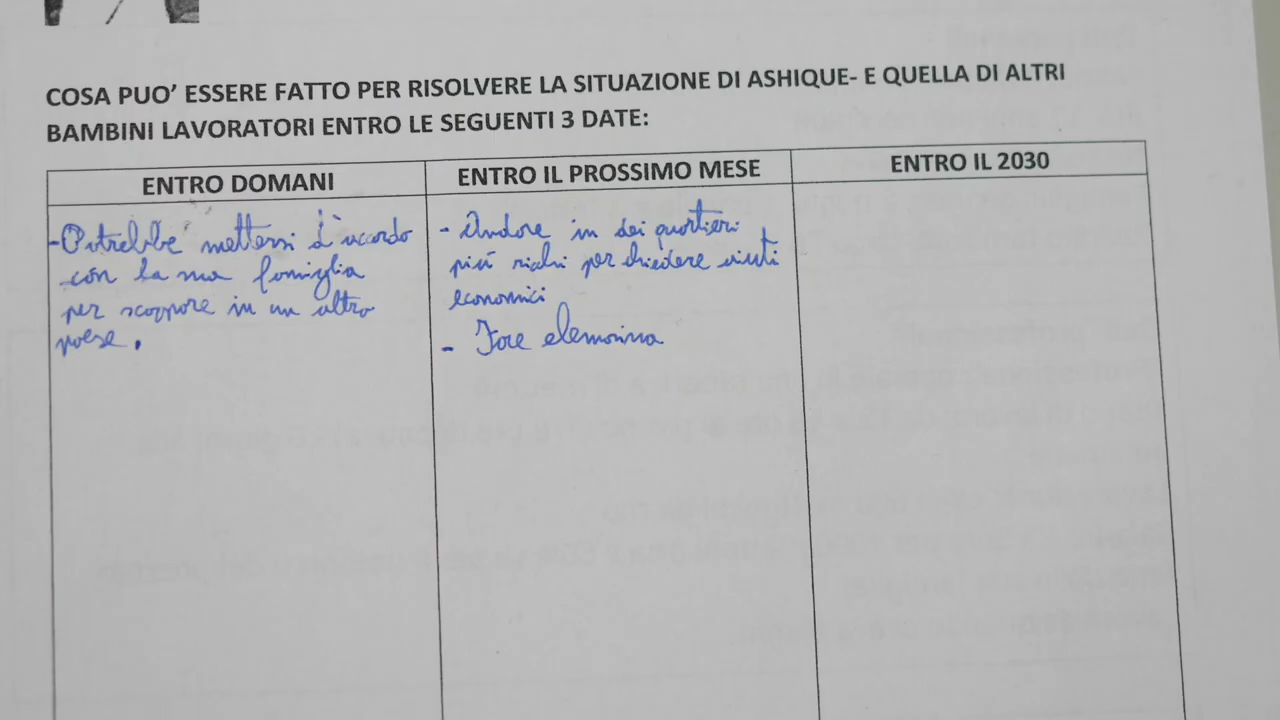 COSA PUO' ESSERE FATTO PER RISOLVERE LA SITUAZIONE DI ASHIQUE- E QUELLA DI ALTRI
BAMBINI LAVORATORI ENTRO LE SEGUENTI 3 DATE:
ENTRO DOMANI
-Potrebbe mettersi d'accordo
con la sua famiglia
per scappare in un altro
paese.
ENTRO IL PROSSIMO MESE
- Andare in dei quartieri
più ricchi per chiedere aiuti
economici
- Fare elemosina
ENTRO IL 2030